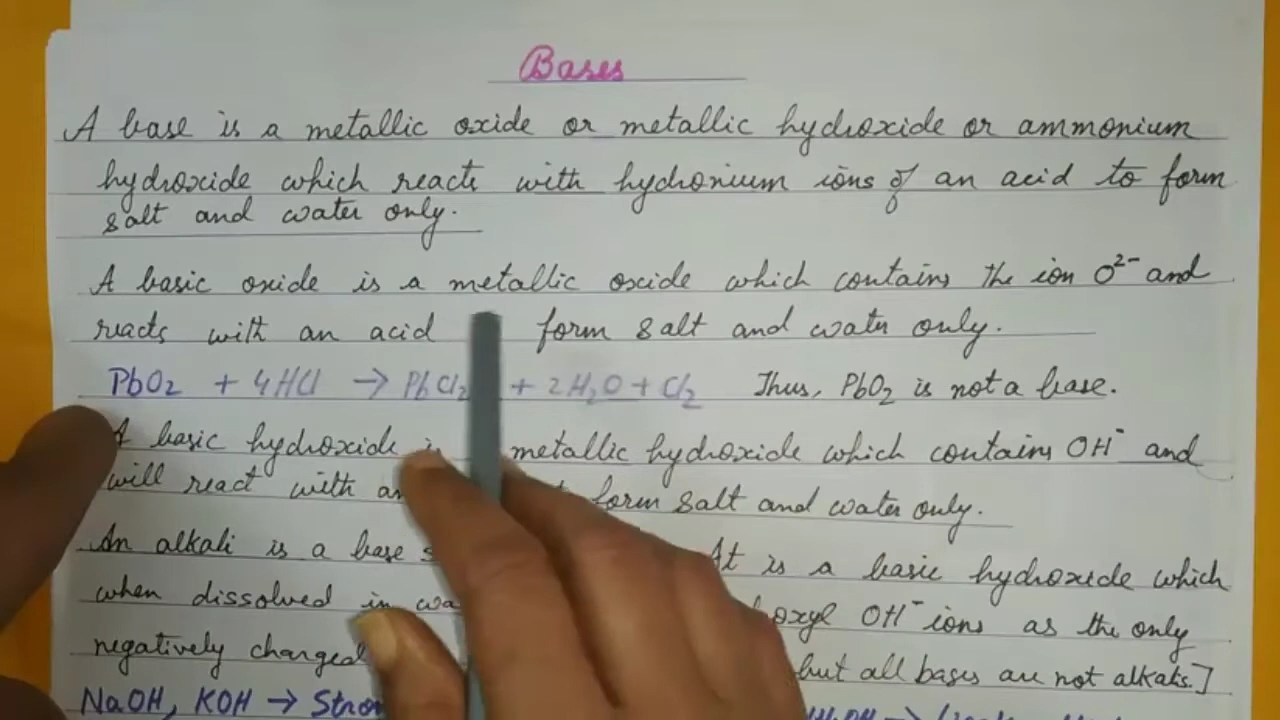 Bases
A base is a metallic oxide or metallic hydroxide or ammonium
hydroxide which reacts with hydronium ions of an acid to form
salt and water only.
A basic oxide is a metallic oxide which contains the ion O²⁻ and
reacts with an acid form salt and water only.
PbO₂ + 4HCl → PbCl₂ + 2H₂O + Cl₂ Thus, PbO₂ is not a base.
A basic hydroxide is metallic hydroxide which contains OH⁻ and
will react with an form salt and water only.
An alkali is a base It is a basic hydroxide which
when dissolved in OH⁻ ions as the only
negatively charged but all bases are not alkalis.]
NaOH, KOH →